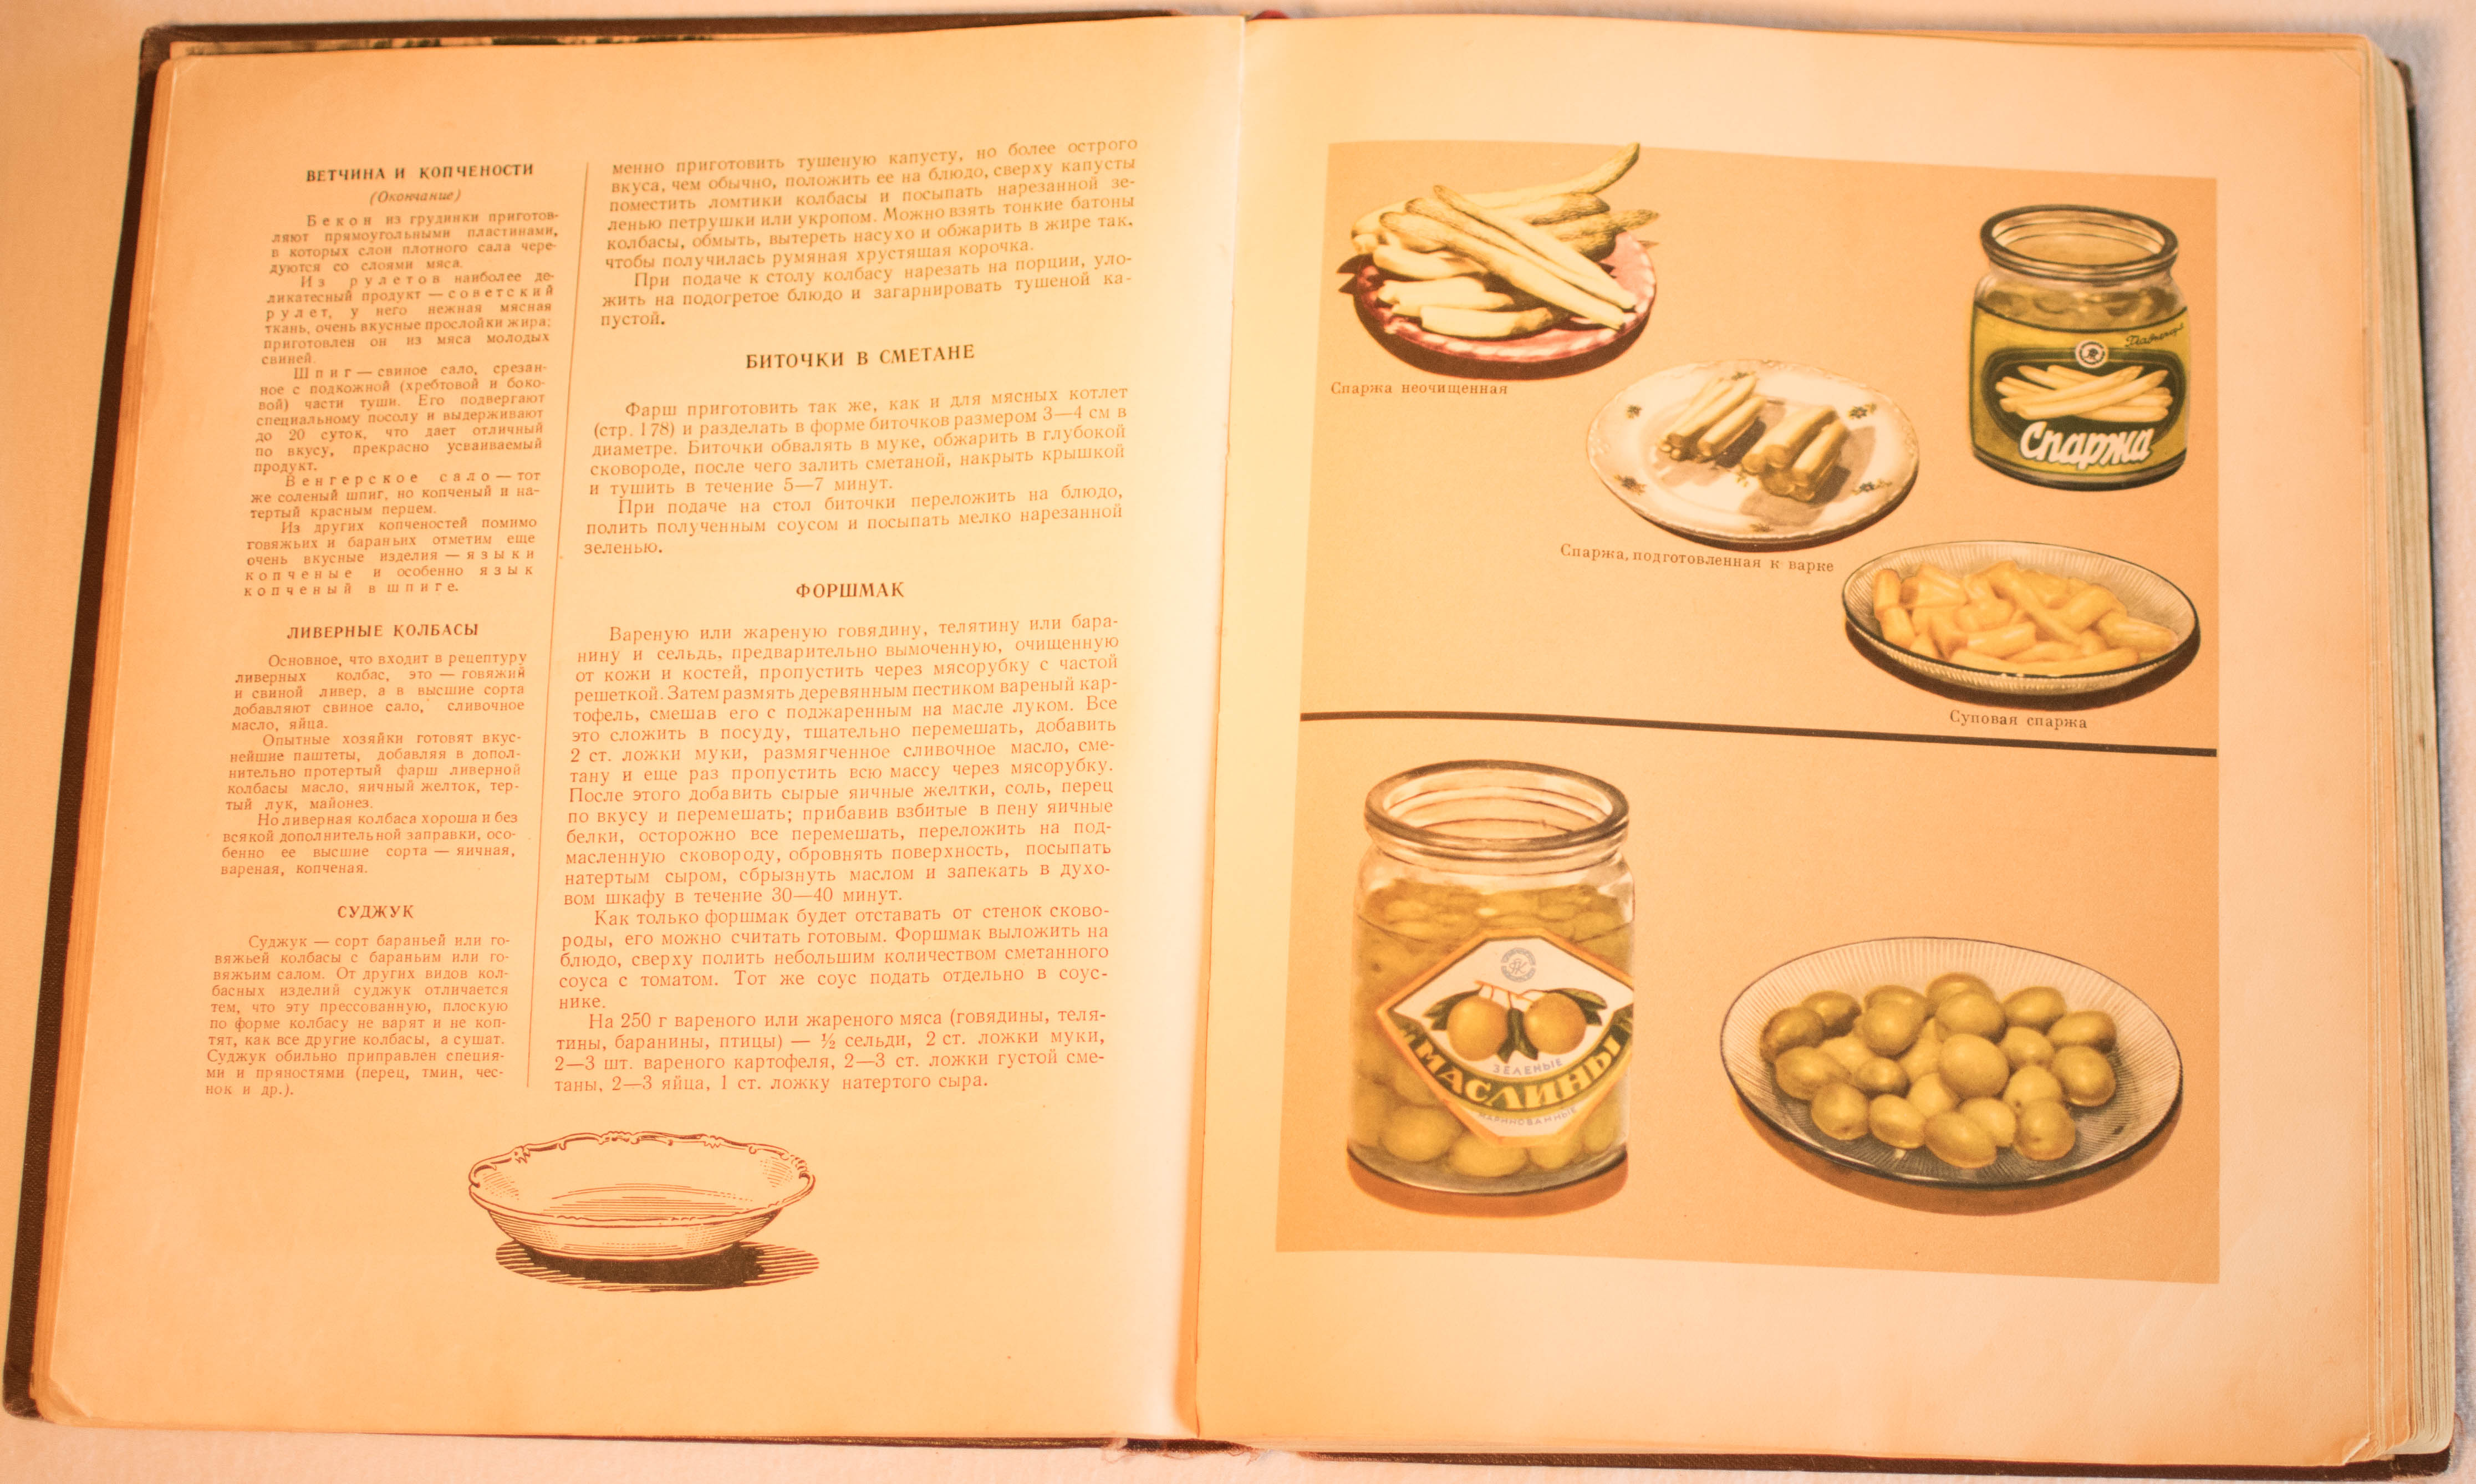 ВЕТЧИНА И КОПЧЕНОСТИ
(Окончание)
Бекон из грудинки приготов-
ляют прямоугольными пластинами,
в которых слои плотного сала чере-
дуются со слоями мяса.
Из рулетов наиболее де-
ликатесный продукт — советский
рулет, у него нежная мясная
ткань, очень вкусные прослойки жира;
приготовлен он из мяса молодых
свиней.
Шпиг — свиное сало, срезан-
ное с подкожной (хребтовой и боко-
вой) части туши. Его подвергают
специальному посолу и выдерживают
до 20 суток, что дает отличный
по вкусу, прекрасно усваиваемый
продукт.
Венгерское сало — тот
же соленый шпиг, но копченый и на-
тертый красным перцем.
Из других копченостей помимо
говяжьих и бараньих отметим еще
очень вкусные изделия — языки
копченые и особенно язык
копченый в шпиге.
ЛИВЕРНЫЕ КОЛБАСЫ
Основное, что входит в рецептуру
ливерных колбас, это — говяжий
и свиной ливер, а в высшие сорта
добавляют свиное сало, сливочное
масло, яйца.
Опытные хозяйки готовят вкус-
нейшие паштеты, добавляя в допол-
нительно протертый фарш ливерной
колбасы масло, яичный желток, тер-
тый лук, майонез.
Но ливерная колбаса хороша и без
всякой дополнительной заправки, осо-
бенно ее высшие сорта — яичная,
вареная, копченая.
СУДЖУК
Суджук — сорт бараньей или го-
вяжьей колбасы с бараньим или го-
вяжьим салом. От других видов кол-
басных изделий суджук отличается
тем, что эту прессованную, плоскую
по форме колбасу не варят и не коп-
тят, как все другие колбасы, а сушат.
Суджук обильно приправлен специя-
ми и пряностями (перец, тмин, чес-
нок и др.).
менно приготовить тушеную капусту, но более острого
вкуса, чем обычно, положить ее на блюдо, сверху капусты
поместить ломтики колбасы и посыпать нарезанной зе-
ленью петрушки или укропом. Можно взять тонкие батоны
колбасы, обмыть, вытереть насухо и обжарить в жире так,
чтобы получилась румяная хрустящая корочка.
При подаче к столу колбасу нарезать на порции, уло-
жить на подогретое блюдо и загарнировать тушеной ка-
пустой.
БИТОЧКИ В СМЕТАНЕ
Фарш приготовить так же, как и для мясных котлет
(стр. 178) и разделать в форме биточков размером 3—4 см в
диаметре. Биточки обвалять в муке, обжарить в глубокой
сковороде, после чего залить сметаной, накрыть крышкой
и тушить в течение 5—7 минут.
При подаче на стол биточки переложить на блюдо,
полить полученным соусом и посыпать мелко нарезанной
зеленью.
ФОРШМАК
Вареную или жареную говядину, телятину или бара-
нину и сельдь, предварительно вымоченную, очищенную
от кожи и костей, пропустить через мясорубку с частой
решеткой. Затем размять деревянным пестиком вареный кар-
тофель, смешав его с поджаренным на масле луком. Все
это сложить в посуду, тщательно перемешать, добавить
2 ст. ложки муки, размягченное сливочное масло, сме-
тану и еще раз пропустить всю массу через мясорубку.
После этого добавить сырые яичные желтки, соль, перец
по вкусу и перемешать; прибавив взбитые в пену яичные
белки, осторожно все перемешать, переложить на под-
масленную сковороду, обровнять поверхность, посыпать
натертым сыром, сбрызнуть маслом и запекать в духо-
вом шкафу в течение 30—40 минут.
Как только форшмак будет отставать от стенок сково-
роды, его можно считать готовым. Форшмак выложить на
блюдо, сверху полить небольшим количеством сметанного
соуса с томатом. Тот же соус подать отдельно в соус-
нике.
На 250 г вареного или жареного мяса (говядины, теля-
тины, баранины, птицы) — ½ сельди, 2 ст. ложки муки,
2—3 шт. вареного картофеля, 2—3 ст. ложки густой сме-
таны, 2—3 яйца, 1 ст. ложку натертого сыра.
Спаржа неочищенная
Спаржа
Спаржа, подготовленная к варке
Суповая спаржа
ЗЕЛЕНЫЕ
МАСЛИНЫ
МАРИНОВАННЫЕ